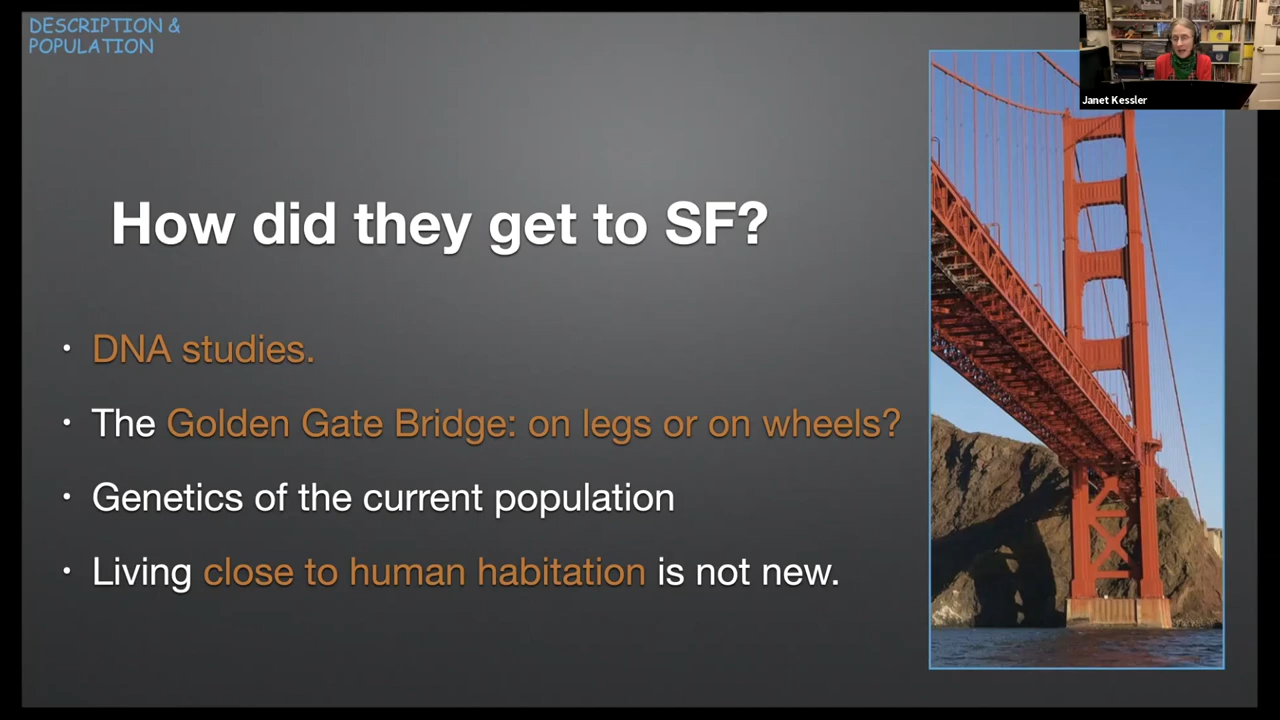 DESCRIPTION &
POPULATION
Janet Kessler
How did they get to SF?
• DNA studies.
• The Golden Gate Bridge: on legs or on wheels?
• Genetics of the current population
• Living close to human habitation is not new.